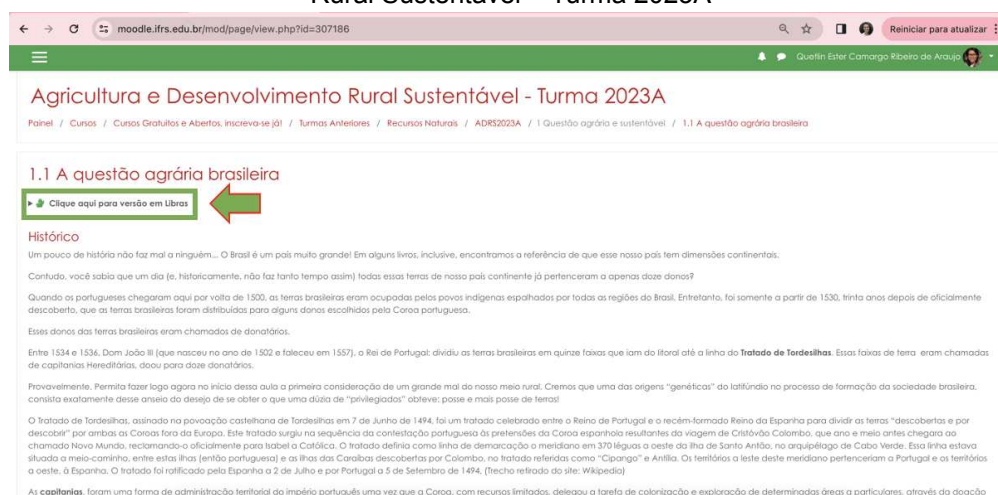 Rural Sustentável – Turma 2023A
moodle.ifrs.edu.br/mod/page/view.php?id=307186
Reiniciar para atualizar
Quetlin Ester Camargo Ribeiro de Araujo
Agricultura e Desenvolvimento Rural Sustentável - Turma 2023A
Painel / Cursos / Cursos Gratuitos e Abertos, inscreva-se já! / Turmas Anteriores / Recursos Naturais / ADRS2023A / 1 Questão agrária e sustentável / 1.1 A questão agrária brasileira
1.1 A questão agrária brasileira
Clique aqui para versão em Libras
Histórico
Um pouco de história não faz mal a ninguém... O Brasil é um país muito grande! Em alguns livros, inclusive, encontramos a referência de que esse nosso país tem dimensões continentais.
Contudo, você sabia que um dia (e, historicamente, não faz tanto tempo assim) todas essas terras de nosso país continente já pertenceram a apenas doze donos?
Quando os portugueses chegaram aqui por volta de 1500, as terras brasileiras eram ocupadas pelos povos indígenas espalhados por todas as regiões do Brasil. Entretanto, foi somente a partir de 1530, trinta anos depois de oficialmente
descoberto, que as terras brasileiras foram distribuídas para alguns donos escolhidos pela Coroa portuguesa.
Esses donos das terras brasileiras eram chamados de donatários.
Entre 1534 e 1536, Dom João III (que nasceu no ano de 1502 e faleceu em 1557), o Rei de Portugal; dividiu as terras brasileiras em quinze faixas que iam do litoral até a linha do Tratado de Tordesilhas. Essas faixas de terra eram chamadas
de capitanias Hereditárias, doou para doze donatários.
Provavelmente, Permita fazer logo agora no início dessa aula a primeira consideração de um grande mal do nosso meio rural. Cremos que uma das origens "genéticas" do latifúndio no processo de formação da sociedade brasileira,
consista exatamente desse anseio do desejo de se obter o que uma dúzia de "privilegiados" obteve: posse e mais posse de terras!
O Tratado de Tordesilhas, assinado na povoação castelhana de Tordesilhas em 7 de Junho de 1494, foi um tratado celebrado entre o Reino de Portugal e o recém-formado Reino da Espanha para dividir as terras "descobertas e por
descobrir" por ambas as Coroas fora da Europa. Este tratado surgiu na sequência da contestação portuguesa às pretensões da Coroa espanhola resultantes da viagem de Cristóvão Colombo, que ano e meio antes chegara ao
chamado Novo Mundo, reclamando-o oficialmente para Isabel a Católica. O tratado definia como linha de demarcação o meridiano em 370 léguas a oeste da ilha de Santo Antão, no arquipélago de Cabo Verde. Essa linha estava
situada a meio-caminho, entre estas ilhas (então portuguesa) e as ilhas das Caraíbas descobertas por Colombo, no tratado referidas como "Cipango" e Antília. Os territórios a leste deste meridiano pertenceriam a Portugal e os territórios
a oeste, à Espanha. O tratado foi ratificado pela Espanha a 2 de Julho e por Portugal a 5 de Setembro de 1494. (Trecho retirado do site: Wikipedia)
As capitanias, foram uma forma de administração territorial do império português uma vez que a Coroa, com recursos limitados, delegou a tarefa de colonização e exploração de determinadas áreas a particulares, através da doação